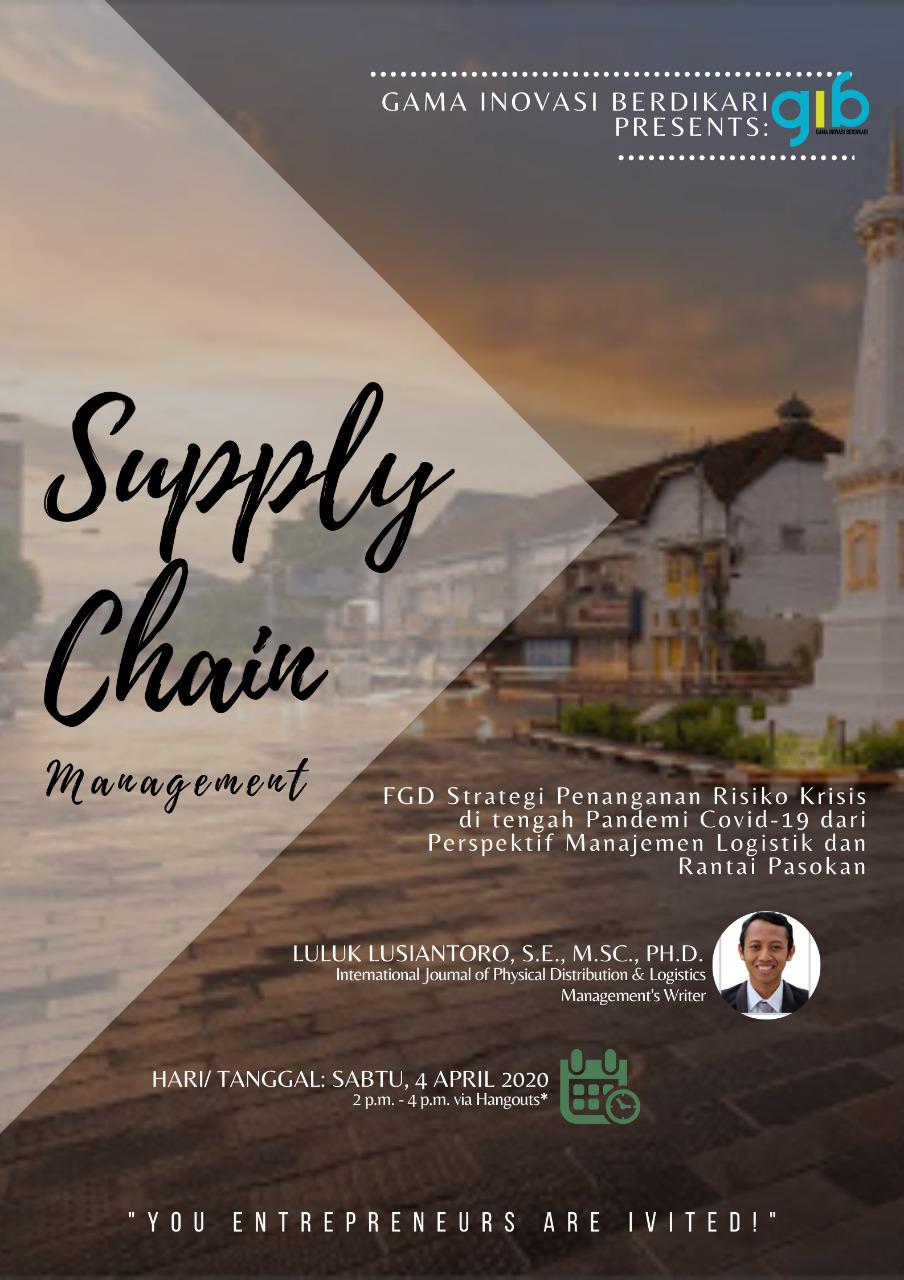 GAMA INOVASI BERDIKARI
PRESENTS:
gib
GAMA INOVASI BERDIKARI
Supply
Chain
Management
FGD Strategi Penanganan Risiko Krisis
di tengah Pandemi Covid-19 dari
Perspektif Manajemen Logistik dan
Rantai Pasokan
LULUK LUSIANTORO, S.E., M.SC., PH.D.
International Journal of Physical Distribution & Logistics
Management's Writer
HARI/ TANGGAL: SABTU, 4 APRIL 2020
2 p.m. - 4 p.m. via Hangouts*
"YOU ENTREPRENEURS ARE IVITED!"